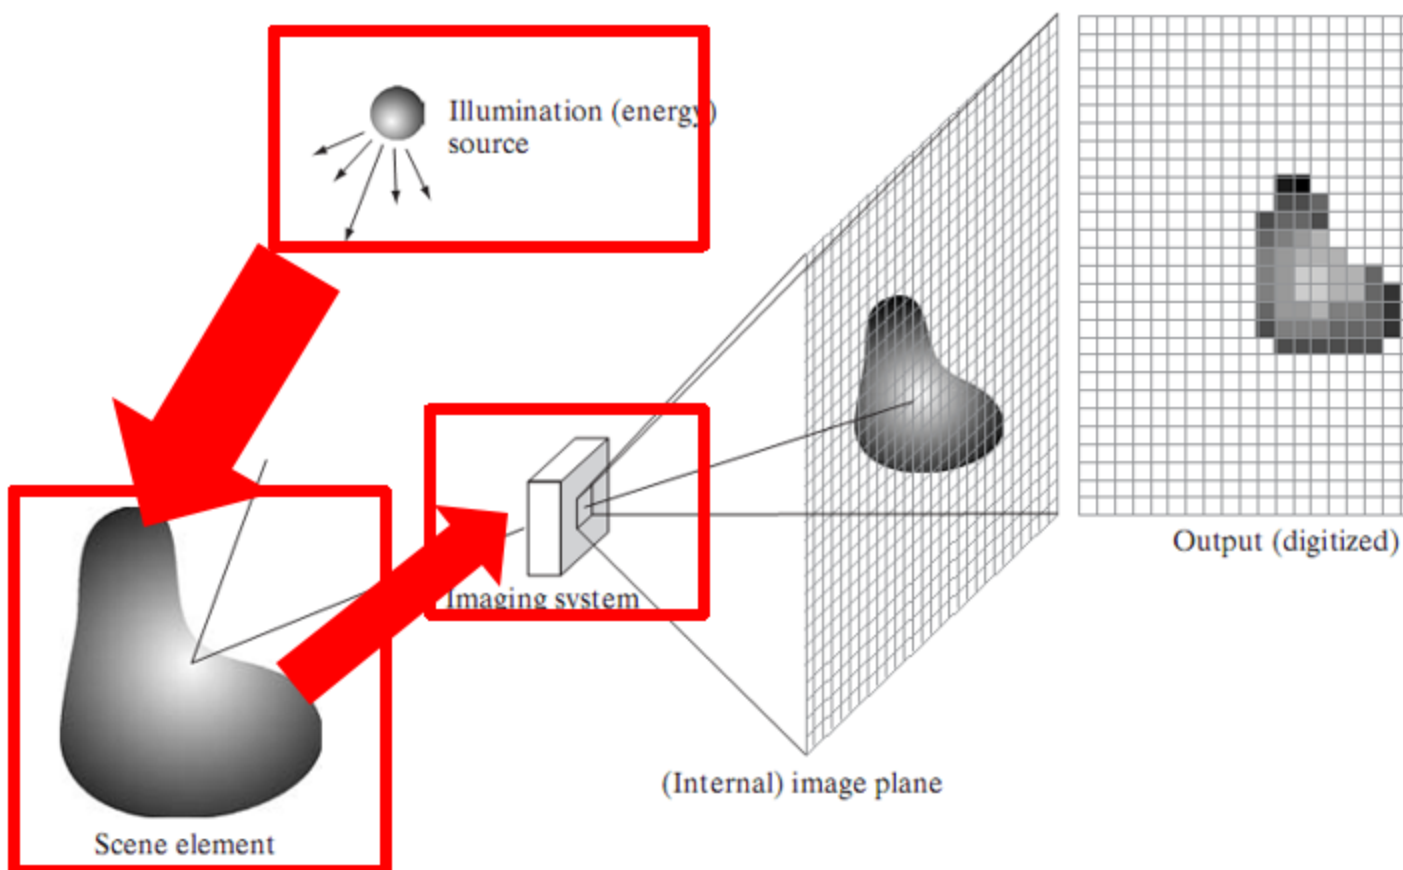 Illumination (energy)
source
Imaging system
Output (digitized)
(Internal) image plane
Scene element